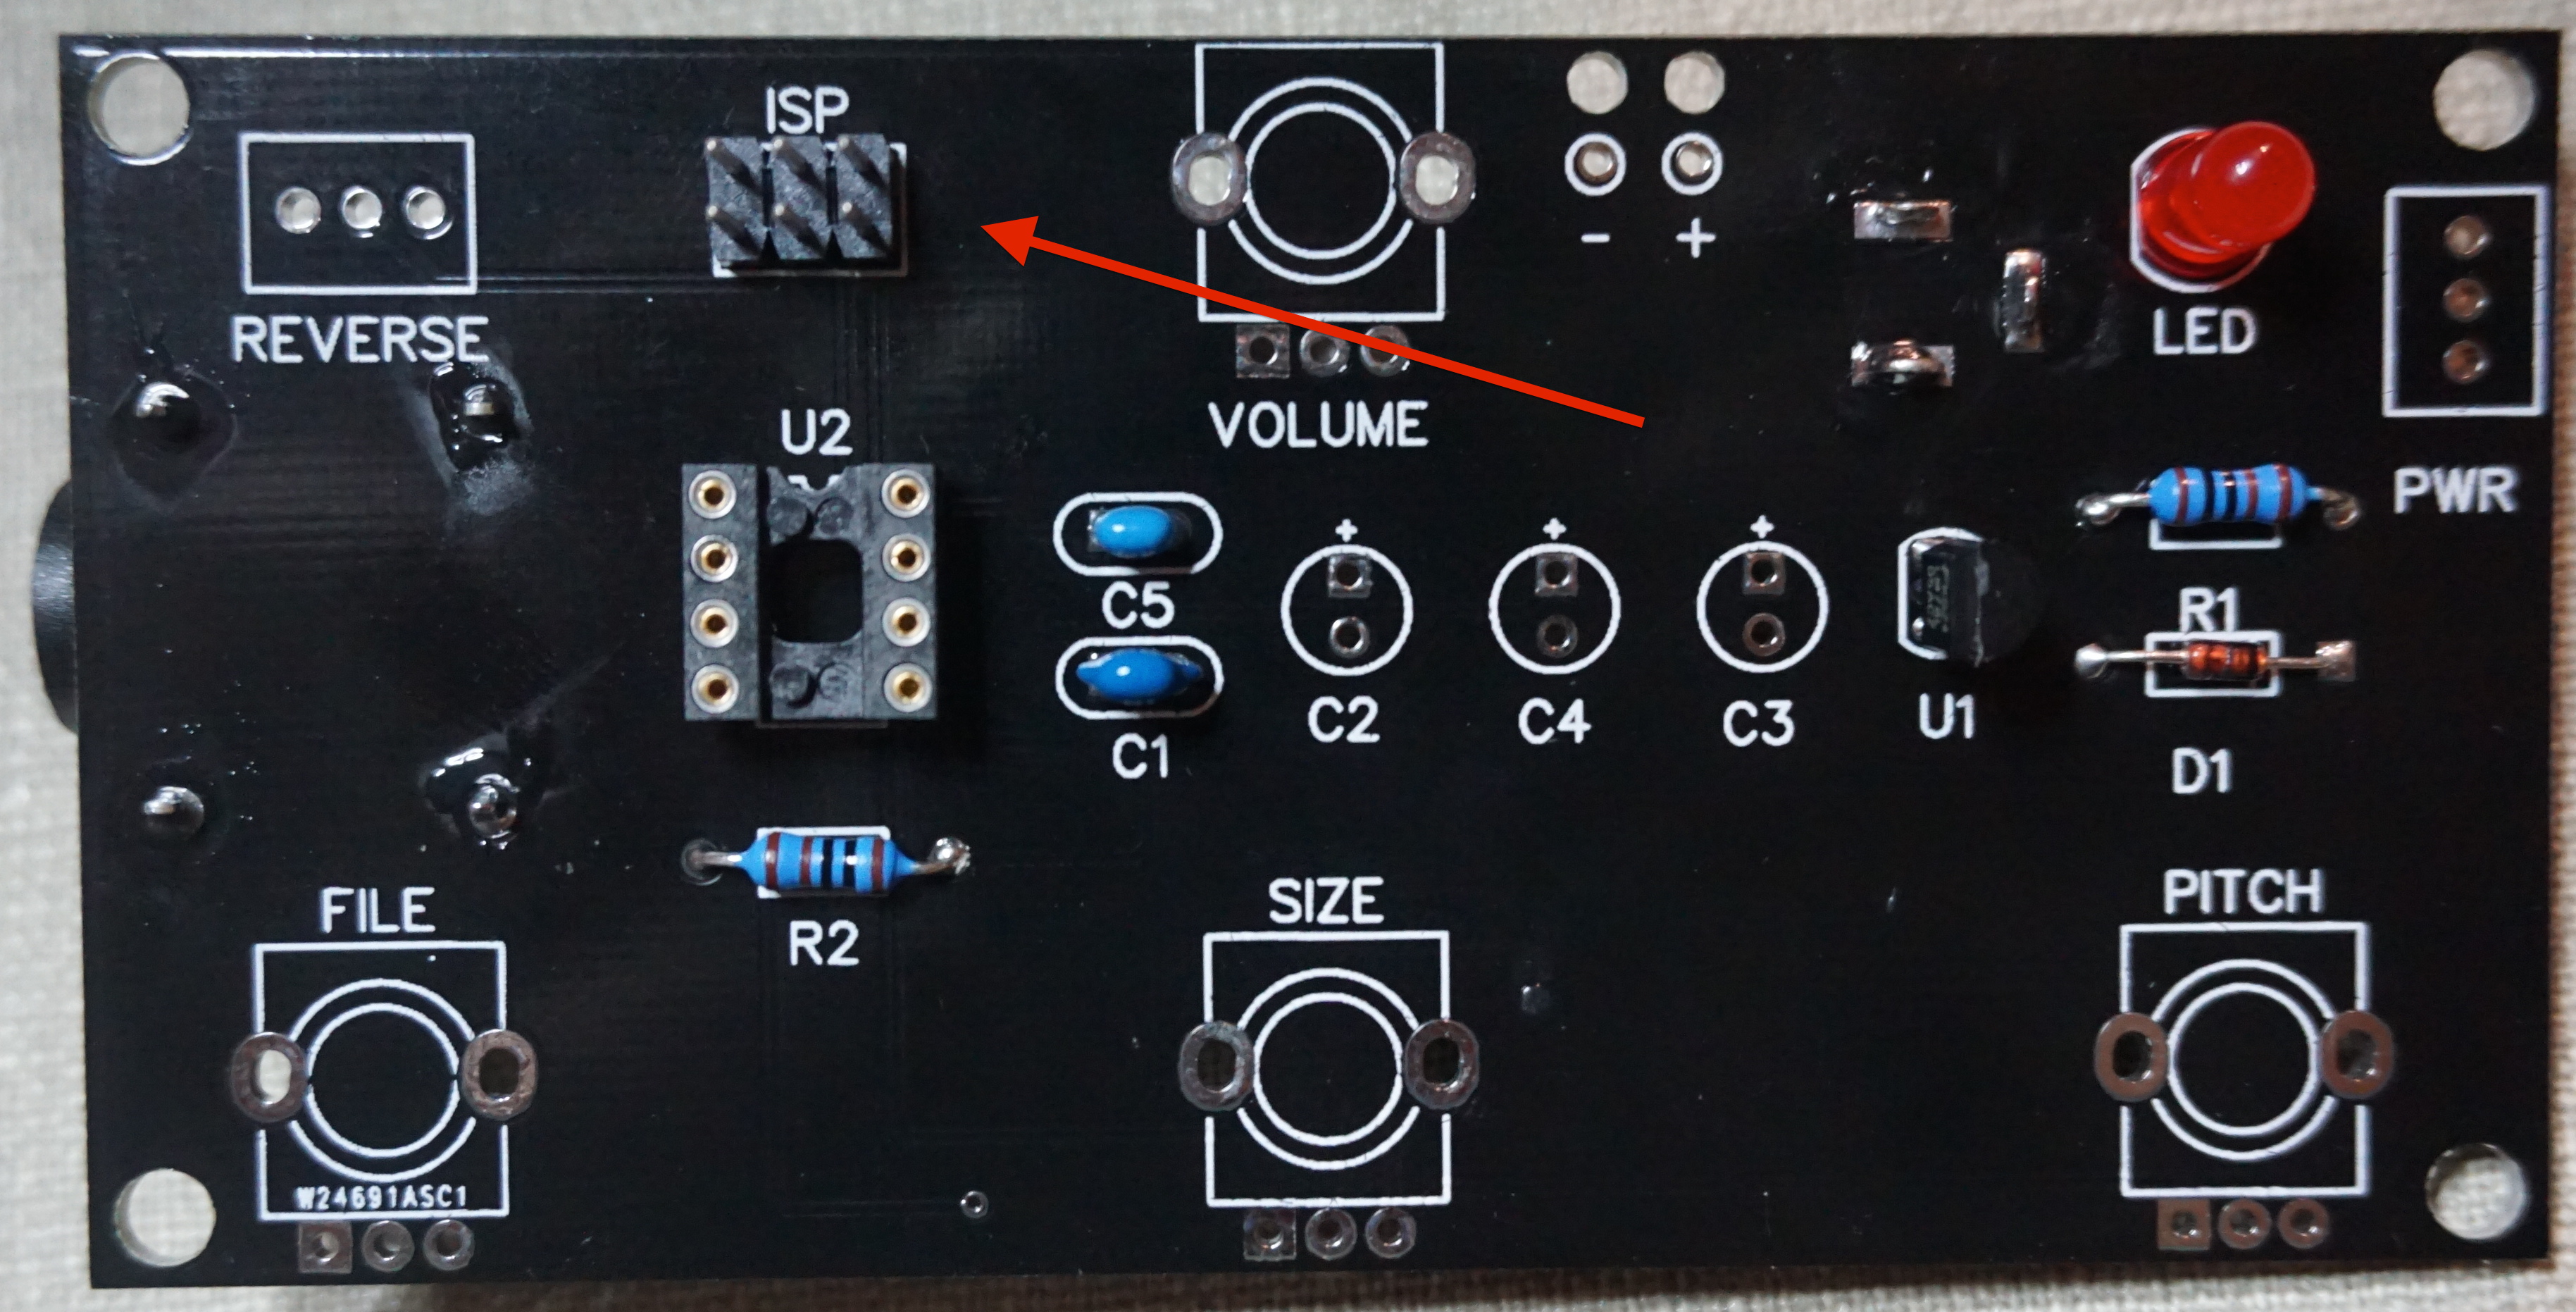 ISP
REVERSE
- +
LED
VOLUME
U2
PWR
+ + +
C5
R1
C2 C4 C3 U1
C1
D1
FILE
SIZE
PITCH
R2
W24691ASC1